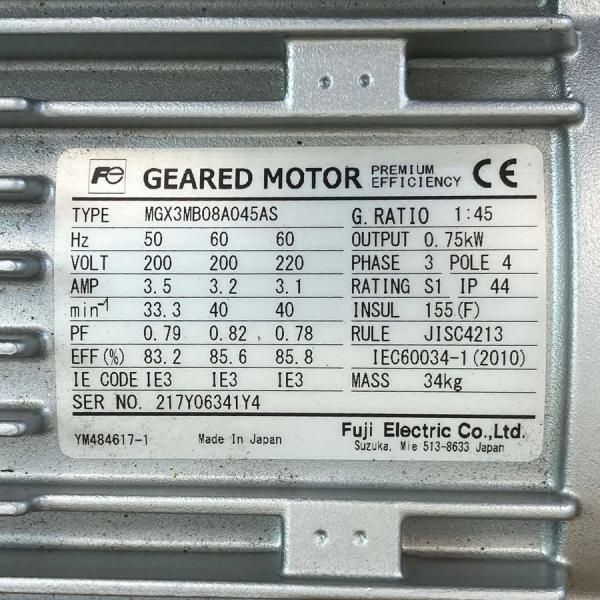 Fe GEARED MOTOR PREMIUM EFFICIENCY CE
TYPE MGX3MB08A045AS G.RATIO 1:45
Hz 50 60 60 OUTPUT 0.75kW
VOLT 200 200 220 PHASE 3 POLE 4
AMP 3.5 3.2 3.1 RATING S1 IP 44
min⁻¹ 33.3 40 40 INSUL 155(F)
PF 0.79 0.82 0.78 RULE JISC4213
EFF(%) 83.2 85.6 85.8 IEC60034-1(2010)
IE CODE IE3 IE3 IE3 MASS 34kg
SER NO. 217Y06341Y4
YM484617-1 Made In Japan Fuji Electric Co.,Ltd.
Suzuka, Mie 513-8633 Japan